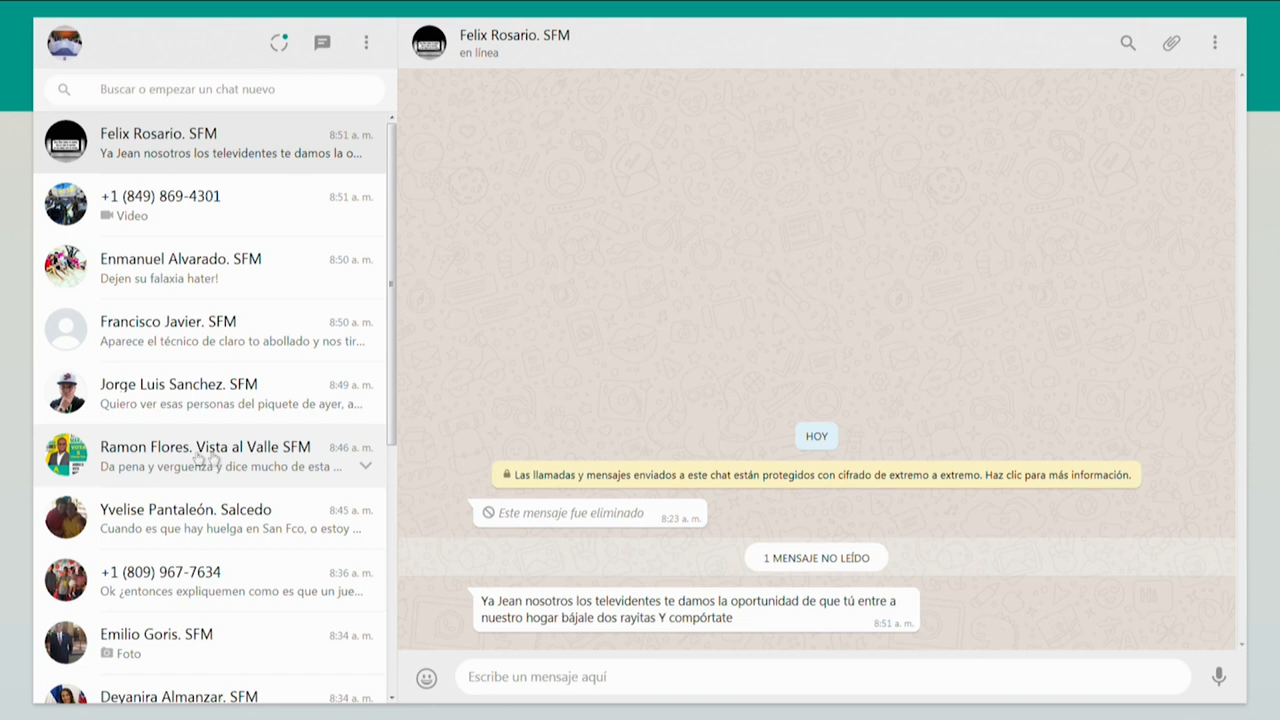 Buscar o empezar un chat nuevo
Felix Rosario. SFM
8:51 a. m.
Ya Jean nosotros los televidentes te damos la o...
+1 (849) 869-4301
8:51 a. m.
Video
Enmanuel Alvarado. SFM
8:50 a. m.
Dejen su falaxia hater!
Francisco Javier. SFM
8:50 a. m.
Aparece el técnico de claro to abollado y nos tir...
Jorge Luis Sanchez. SFM
8:49 a. m.
Quiero ver esas personas del piquete de ayer, a...
Ramon Flores. Vista al Valle SFM
8:46 a. m.
Da pena y verguenza y dice mucho de esta ...
Yvelise Pantaleón. Salcedo
8:45 a. m.
Cuando es que hay huelga en San Fco, o estoy ...
+1 (809) 967-7634
8:36 a. m.
Ok ¿entonces expliquemen como es que un jue...
Emilio Goris. SFM
8:34 a. m.
Foto
Deyanira Almanzar. SFM
8:34 a. m.
Felix Rosario. SFM
en línea
HOY
Las llamadas y mensajes enviados a este chat están protegidos con cifrado de extremo a extremo. Haz clic para más información.
Este mensaje fue eliminado
8:23 a. m.
1 MENSAJE NO LEÍDO
Ya Jean nosotros los televidentes te damos la oportunidad de que tú entre a
nuestro hogar bájale dos rayitas Y compórtate
8:51 a. m.
Escribe un mensaje aquí